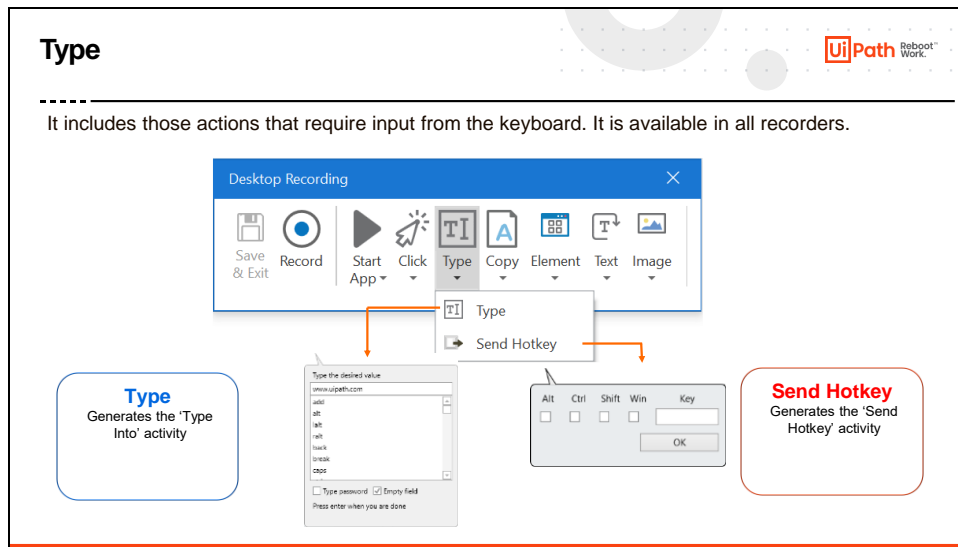 Type
UiPath Reboot Work.
It includes those actions that require input from the keyboard. It is available in all recorders.
Desktop Recording
Save & Exit
Record
Start App
Click
Type
Copy
Element
Text
Image
Type
Send Hotkey
Type
Generates the ‘Type
Into’ activity
Type the desired value
www.uipath.com
add
alt
lalt
ralt
back
break
caps
Type password
Empty field
Press enter when you are done
Alt Ctrl Shift Win Key
OK
Send Hotkey
Generates the ‘Send
Hotkey’ activity